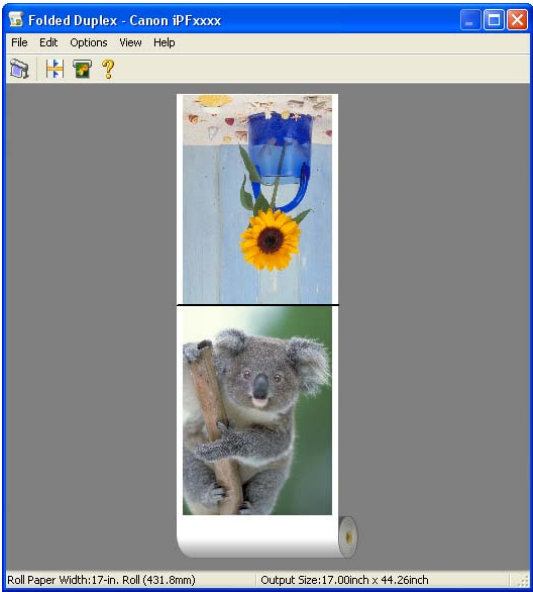 Folded Duplex - Canon iPFxxxx
File Edit Options View Help
Roll Paper Width:17-in. Roll (431.8mm) Output Size:17.00inch x 44.26inch